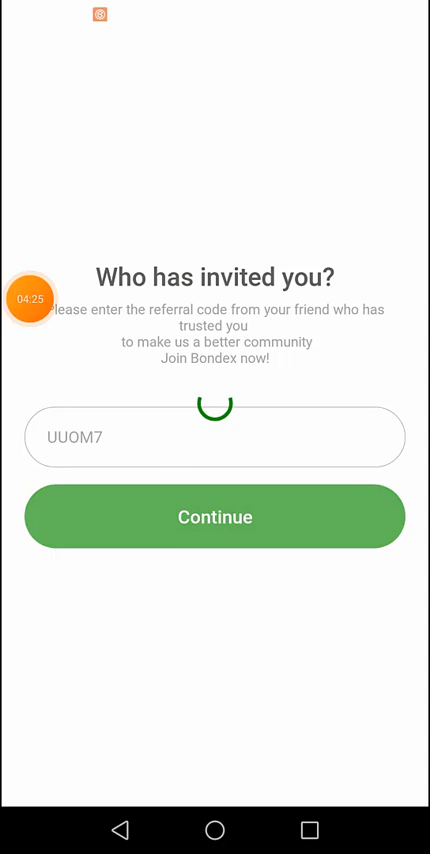 Who has invited you?
04:25
Please enter the referral code from your friend who has
trusted you
to make us a better community
Join Bondex now!
UUOM7
Continue